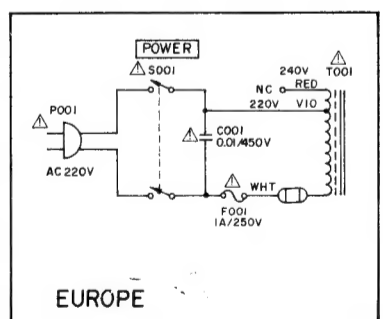 POWER
⚠ S001
240V
⚠ T001
NC
RED
⚠ P001
220V
VIO
⚠ C001
0.01/450V
AC 220V
WHT
⚠
F001
1A/250V
EUROPE